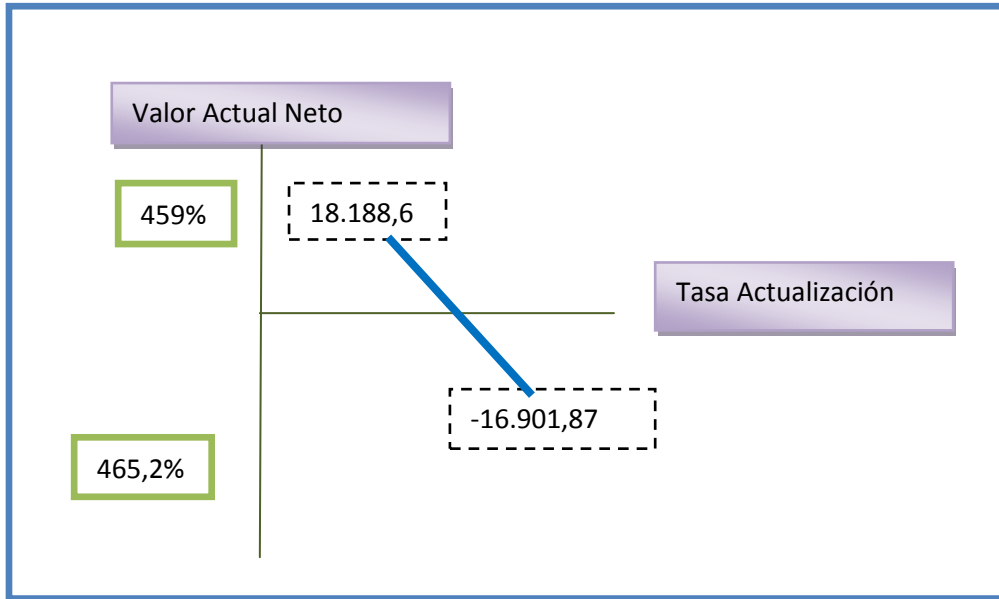 Valor Actual Neto
459%
18.188,6
Tasa Actualización
-16.901,87
465,2%